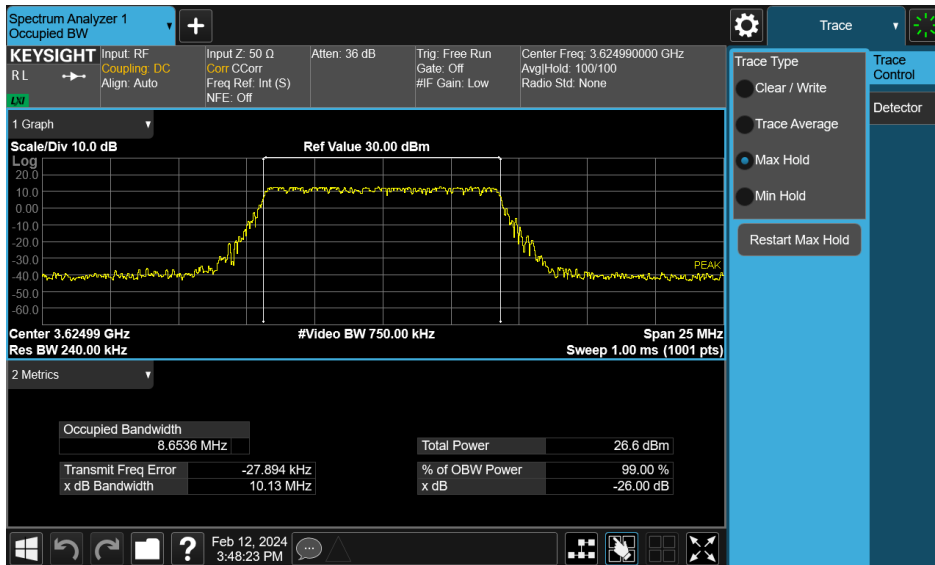 Spectrum Analyzer 1
Occupied BW
+
Trace
KEYSIGHT
RL
LXI
Input: RF
Coupling: DC
Align: Auto
Input Z: 50 Ω
Corr CCorr
Freq Ref: Int (S)
NFE: Off
Atten: 36 dB
Trig: Free Run
Gate: Off
#IF Gain: Low
Center Freq: 3.624990000 GHz
Avg|Hold: 100/100
Radio Std: None
Trace Type
Clear / Write
Trace Average
Max Hold
Min Hold
Restart Max Hold
Trace
Control
Detector
1 Graph
Scale/Div 10.0 dB
Ref Value 30.00 dBm
Log
20.0
10.0
0.00
-10.0
-20.0
-30.0
-40.0
-50.0
-60.0
PEAK
Center 3.62499 GHz
#Video BW 750.00 kHz
Span 25 MHz
Res BW 240.00 kHz
Sweep 1.00 ms (1001 pts)
2 Metrics
Occupied Bandwidth
8.6536 MHz
Total Power 26.6 dBm
Transmit Freq Error -27.894 kHz
% of OBW Power 99.00 %
x dB Bandwidth 10.13 MHz
x dB -26.00 dB
?
Feb 12, 2024
3:48:23 PM